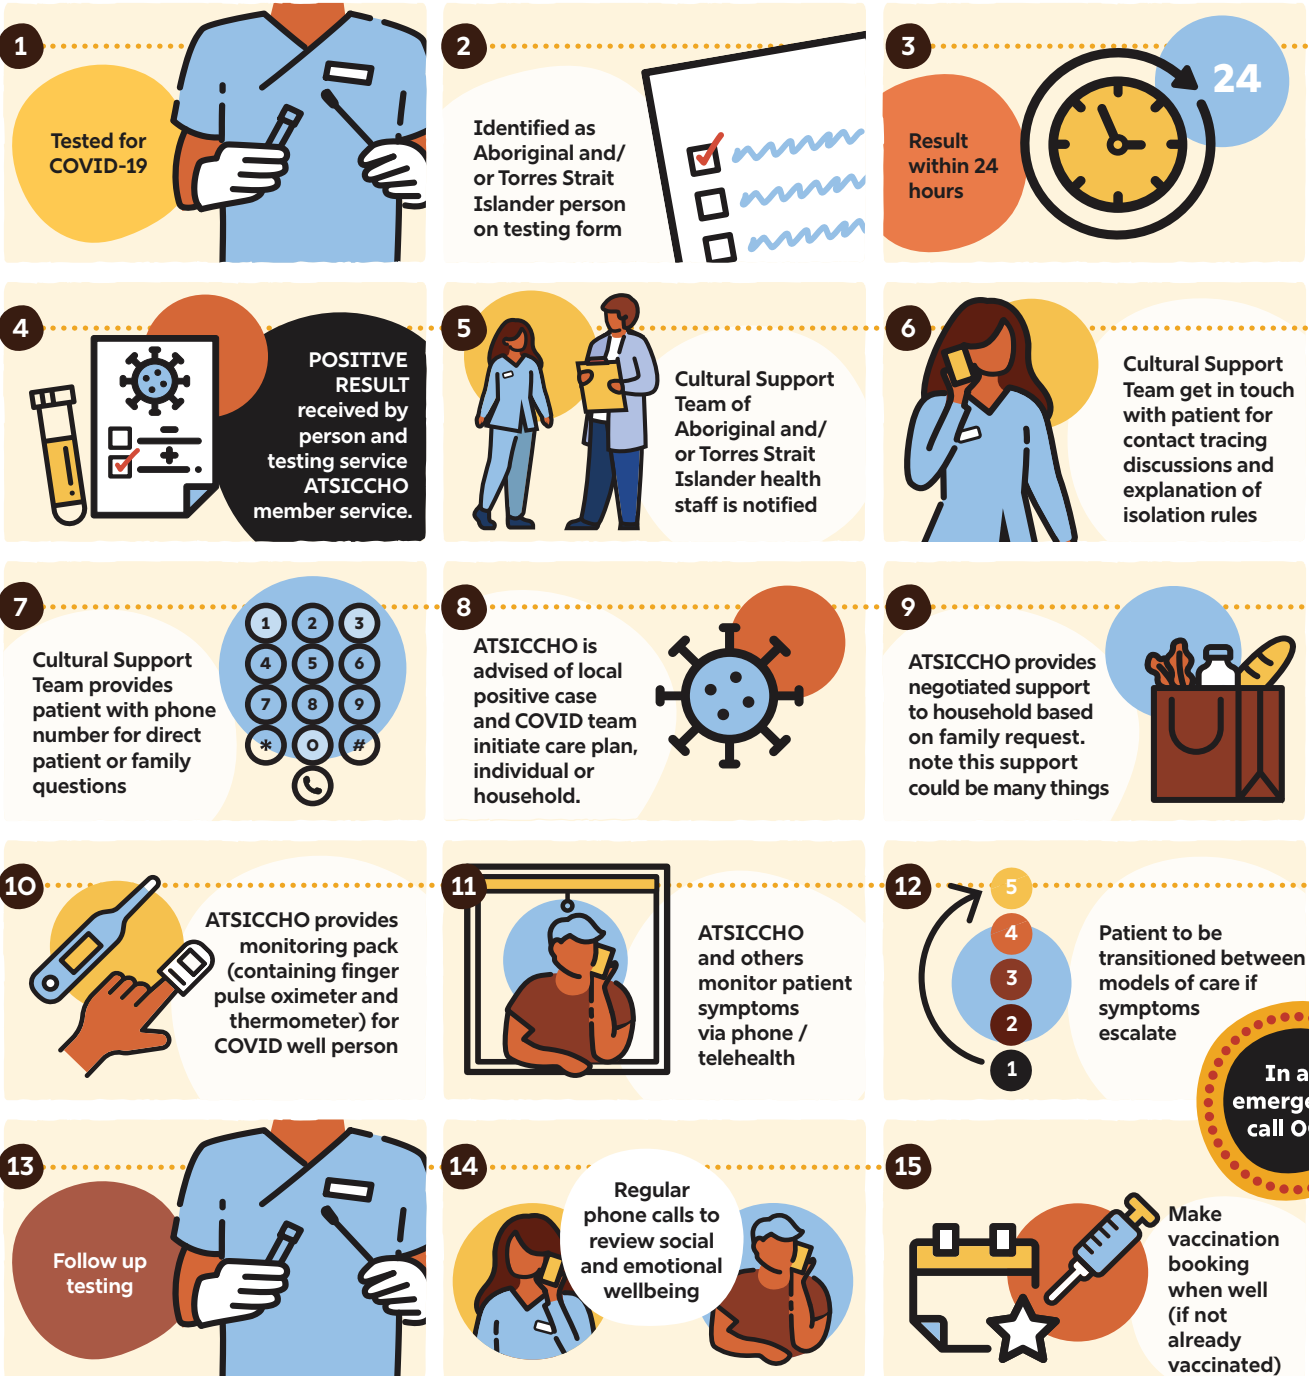 1
Tested for
COVID-19
2
Identified as
Aboriginal and/
or Torres Strait
Islander person
on testing form
3
24
Result
within 24
hours
4
POSITIVE
RESULT
received by
person and
testing service
ATSICCHO
member service.
5
Cultural Support
Team of
Aboriginal and/
or Torres Strait
Islander health
staff is notified
6
Cultural Support
Team get in touch
with patient for
contact tracing
discussions and
explanation of
isolation rules
7
Cultural Support
Team provides
patient with phone
number for direct
patient or family
questions
1 2 3
4 5 6
7 8 9
* 0 #
8
ATSICCHO is
advised of local
positive case
and COVID team
initiate care plan,
individual or
household.
9
ATSICCHO provides
negotiated support
to household based
on family request.
note this support
could be many things
10
ATSICCHO provides
monitoring pack
(containing finger
pulse oximeter and
thermometer) for
COVID well person
11
ATSICCHO
and others
monitor patient
symptoms
via phone /
telehealth
12
5
4
3
2
1
Patient to be
transitioned between
models of care if
symptoms
escalate
In a
emerge
call
13
Follow up
testing
14
Regular
phone calls to
review social
and emotional
wellbeing
15
Make
vaccination
booking
when well
(if not
already
vaccinated)